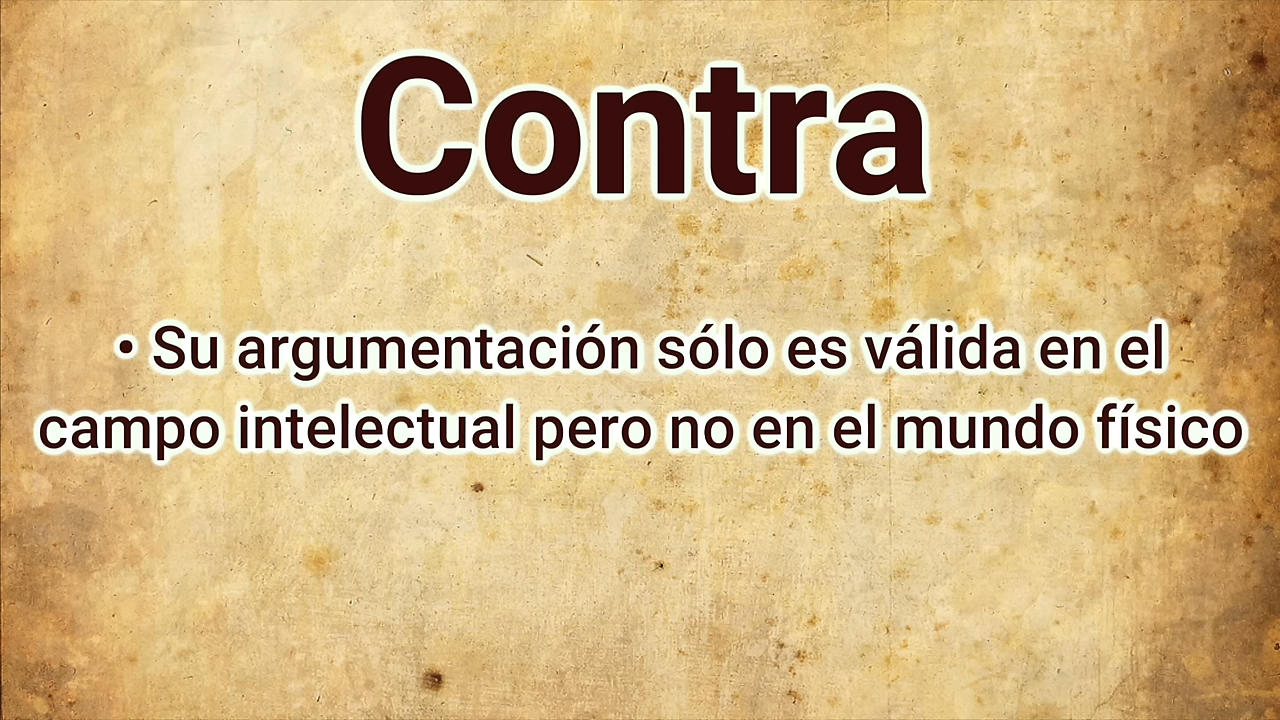 Contra
• Su argumentación sólo es válida en el
campo intelectual pero no en el mundo físico